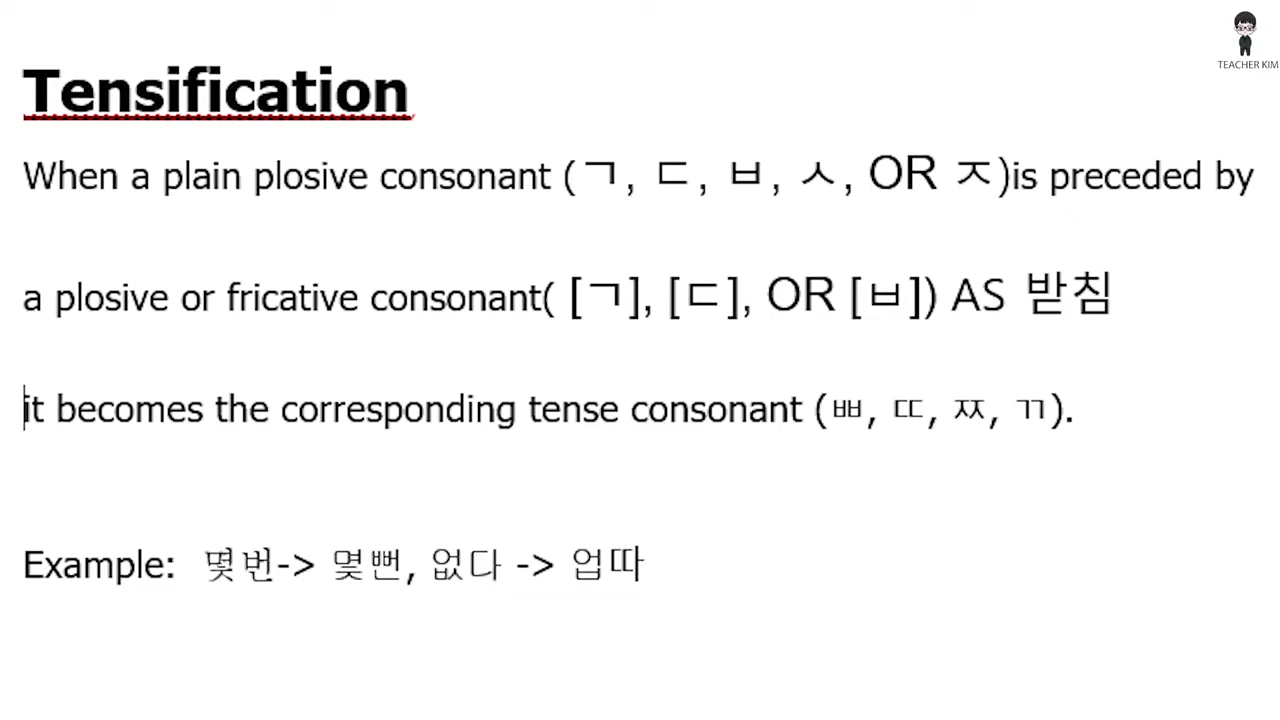 TEACHER KIM
Tensification
When a plain plosive consonant (ㄱ, ㄷ, ㅂ, ㅅ, OR ㅈ)is preceded by
a plosive or fricative consonant( [ㄱ], [ㄷ], OR [ㅂ]) AS 받침
it becomes the corresponding tense consonant (ㅃ, ㄸ, ㅉ, ㄲ).
Example: 몇번-> 몇뻔, 없다 -> 업따